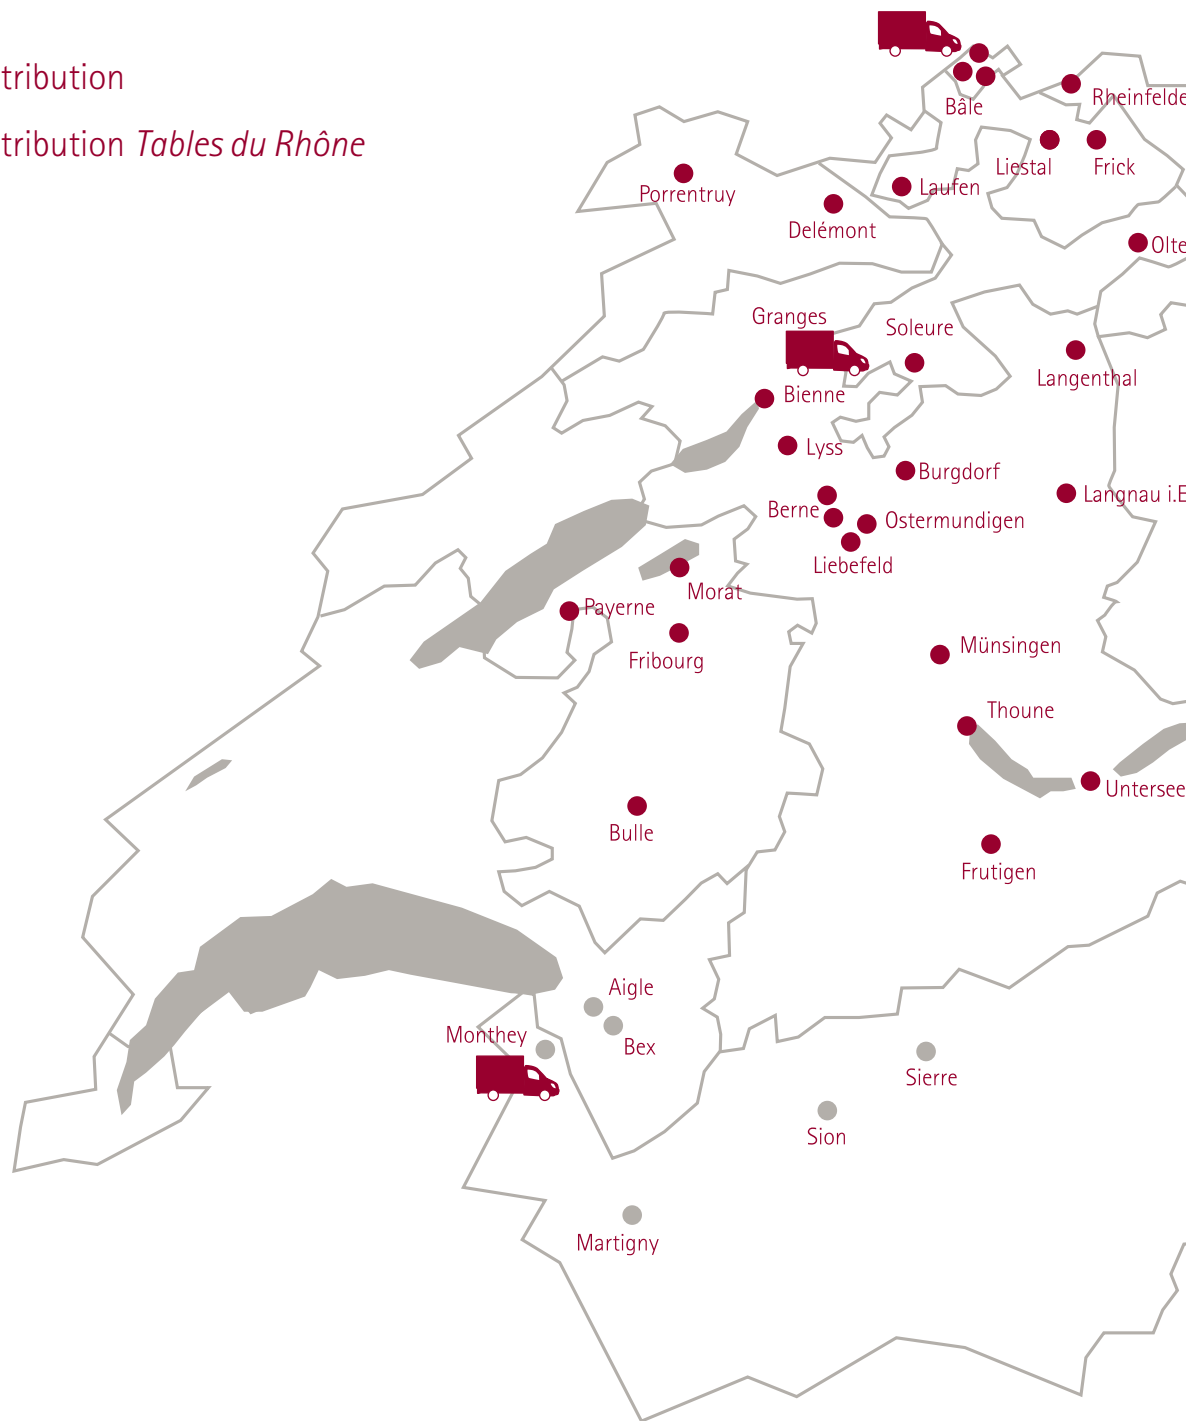 tribution
tribution Tables du Rhône
Bâle
Rheinfelde
Liestal
Frick
Laufen
Porrentruy
Delémont
Olte
Granges
Soleure
Langenthal
Bienne
Lyss
Burgdorf
Langnau i.E
Berne
Ostermundigen
Liebefeld
Morat
Payerne
Fribourg
Münsingen
Thoune
Untersee
Bulle
Frutigen
Aigle
Monthey
Bex
Sierre
Sion
Martigny